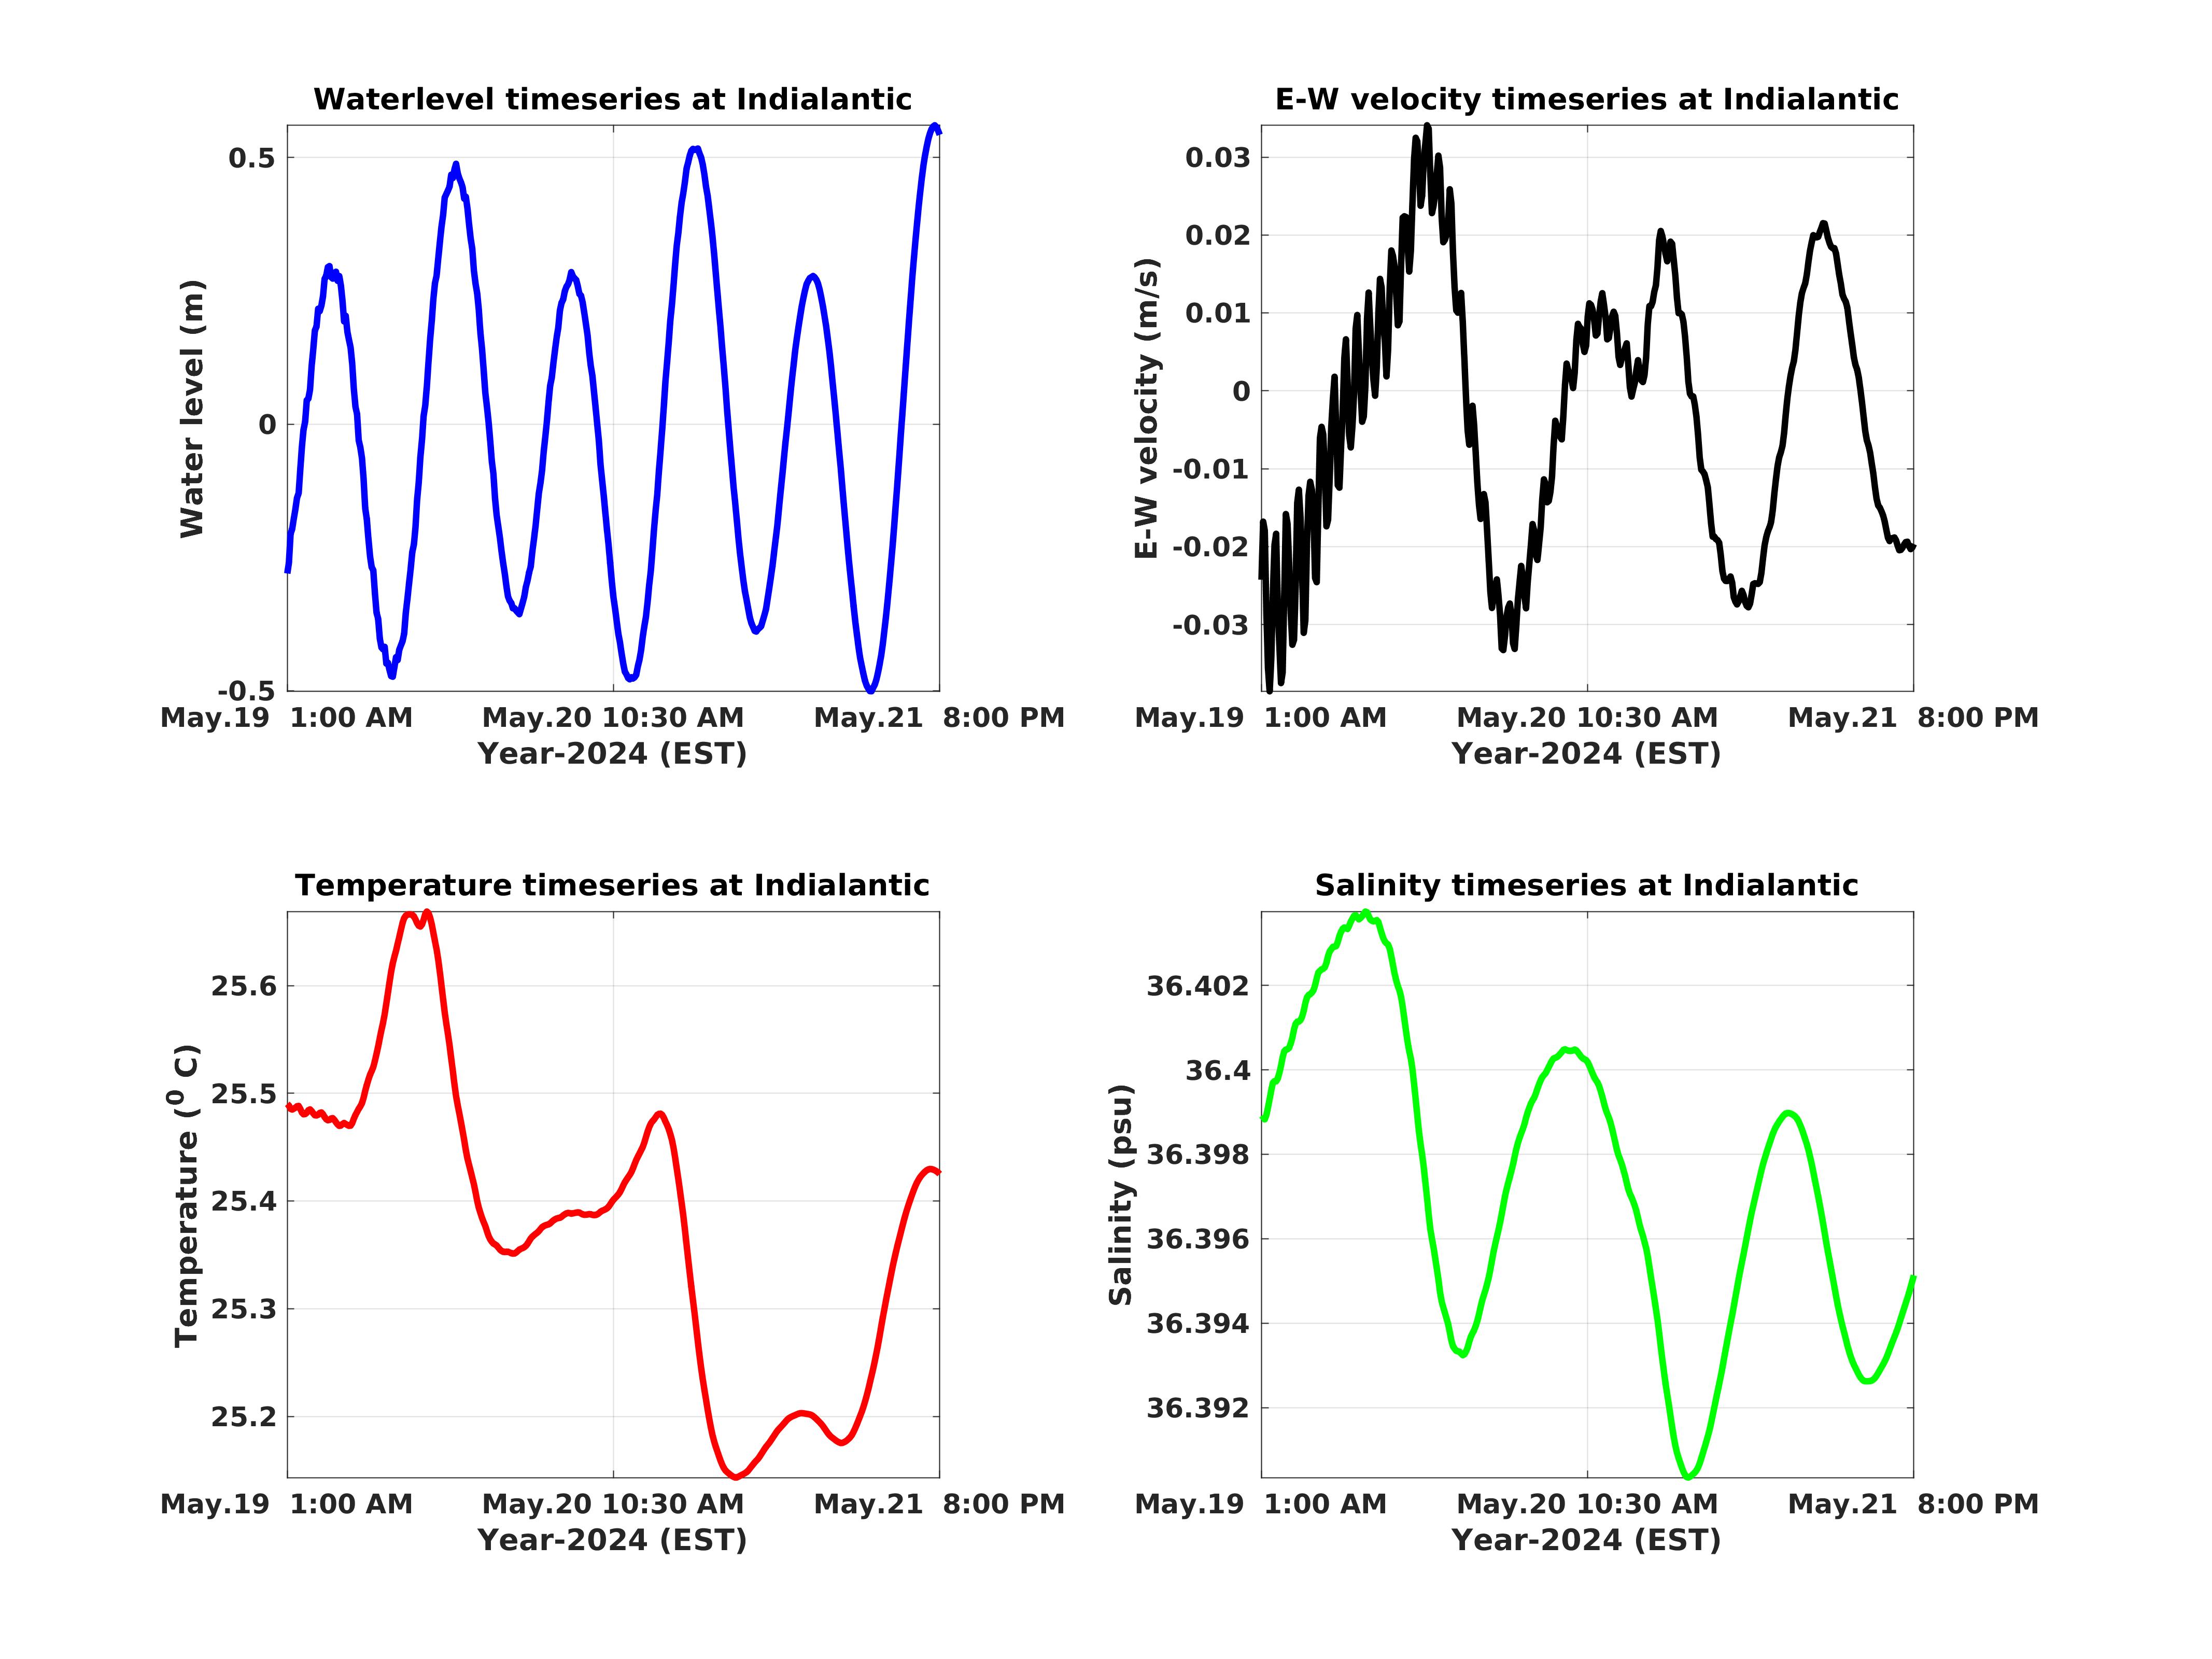 Waterlevel timeseries at Indialantic
Water level (m)
0.5
0
-0.5
May.19  1:00 AM
May.20 10:30 AM
May.21  8:00 PM
Year-2024 (EST)
E-W velocity timeseries at Indialantic
E-W velocity (m/s)
0.03
0.02
0.01
0
-0.01
-0.02
-0.03
May.19  1:00 AM
May.20 10:30 AM
May.21  8:00 PM
Year-2024 (EST)
Temperature timeseries at Indialantic
Temperature (⁰ C)
25.6
25.5
25.4
25.3
25.2
May.19  1:00 AM
May.20 10:30 AM
May.21  8:00 PM
Year-2024 (EST)
Salinity timeseries at Indialantic
Salinity (psu)
36.402
36.4
36.398
36.396
36.394
36.392
May.19  1:00 AM
May.20 10:30 AM
May.21  8:00 PM
Year-2024 (EST)